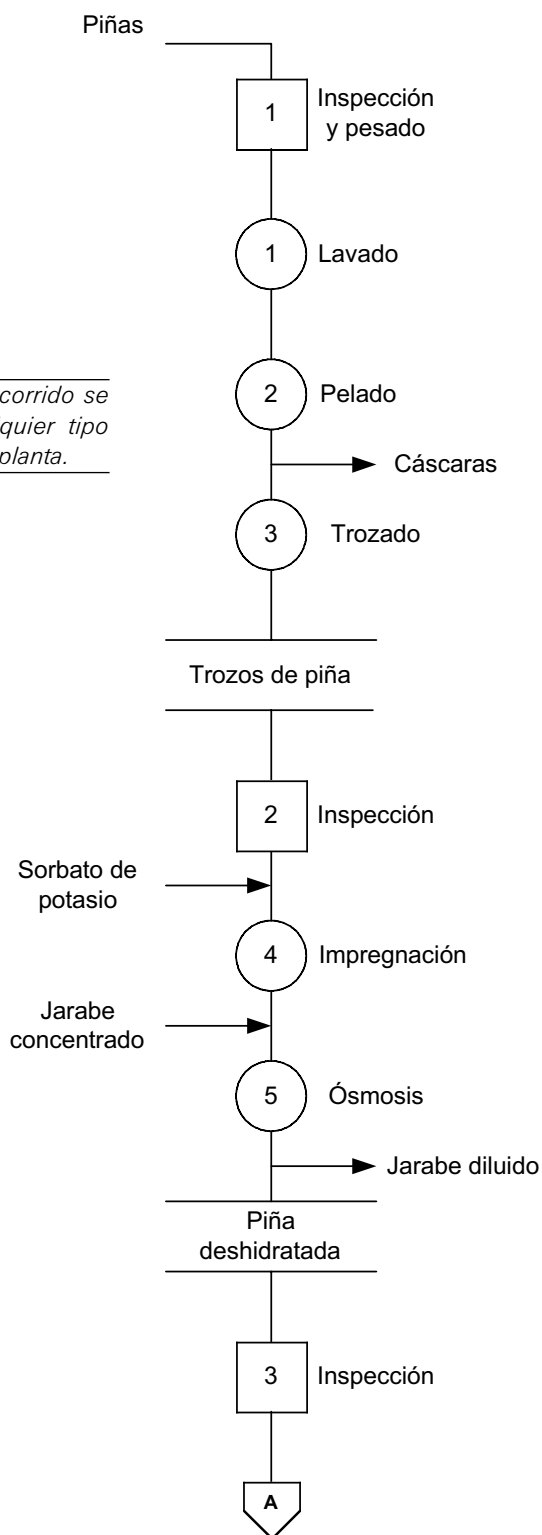 Piñas
1
Inspección
y pesado
1
Lavado
corrido se
quier tipo
planta.
2
Pelado
Cáscaras
3
Trozado
Trozos de piña
2
Inspección
Sorbato de
potasio
4
Impregnación
Jarabe
concentrado
5
Ósmosis
Jarabe diluido
Piña
deshidratada
3
Inspección
A